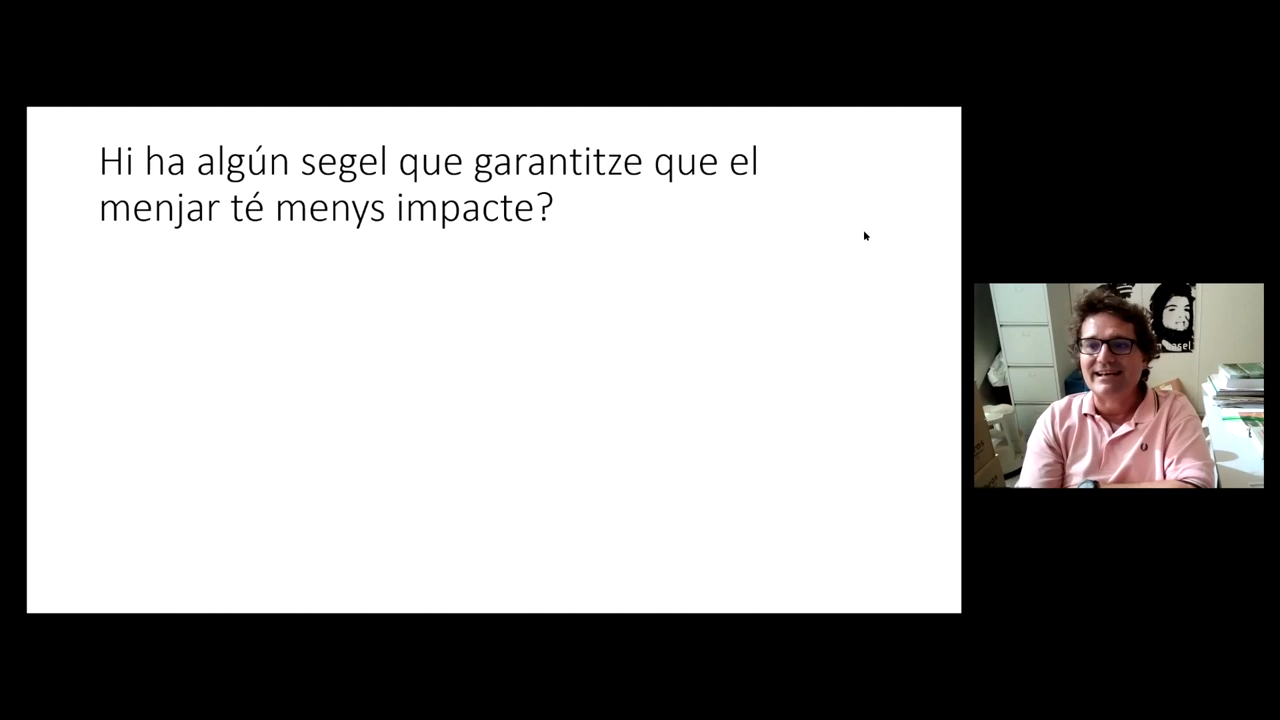 Hi ha algún segel que garantitze que el
menjar té menys impacte?